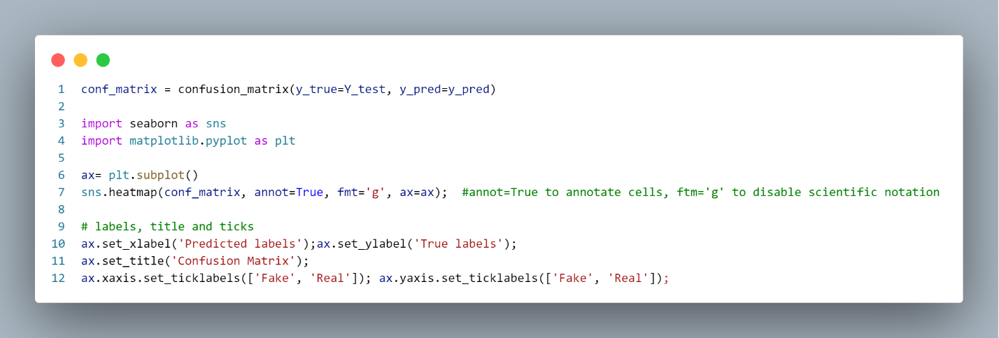 1 conf_matrix = confusion_matrix(y_true=Y_test, y_pred=y_pred)
2
3 import seaborn as sns
4 import matplotlib.pyplot as plt
5
6 ax= plt.subplot()
7 sns.heatmap(conf_matrix, annot=True, fmt='g', ax=ax);  #annot=True to annotate cells, ftm='g' to disable scientific notation
8
9 # labels, title and ticks
10 ax.set_xlabel('Predicted labels');ax.set_ylabel('True labels');
11 ax.set_title('Confusion Matrix');
12 ax.xaxis.set_ticklabels(['Fake', 'Real']); ax.yaxis.set_ticklabels(['Fake', 'Real']);